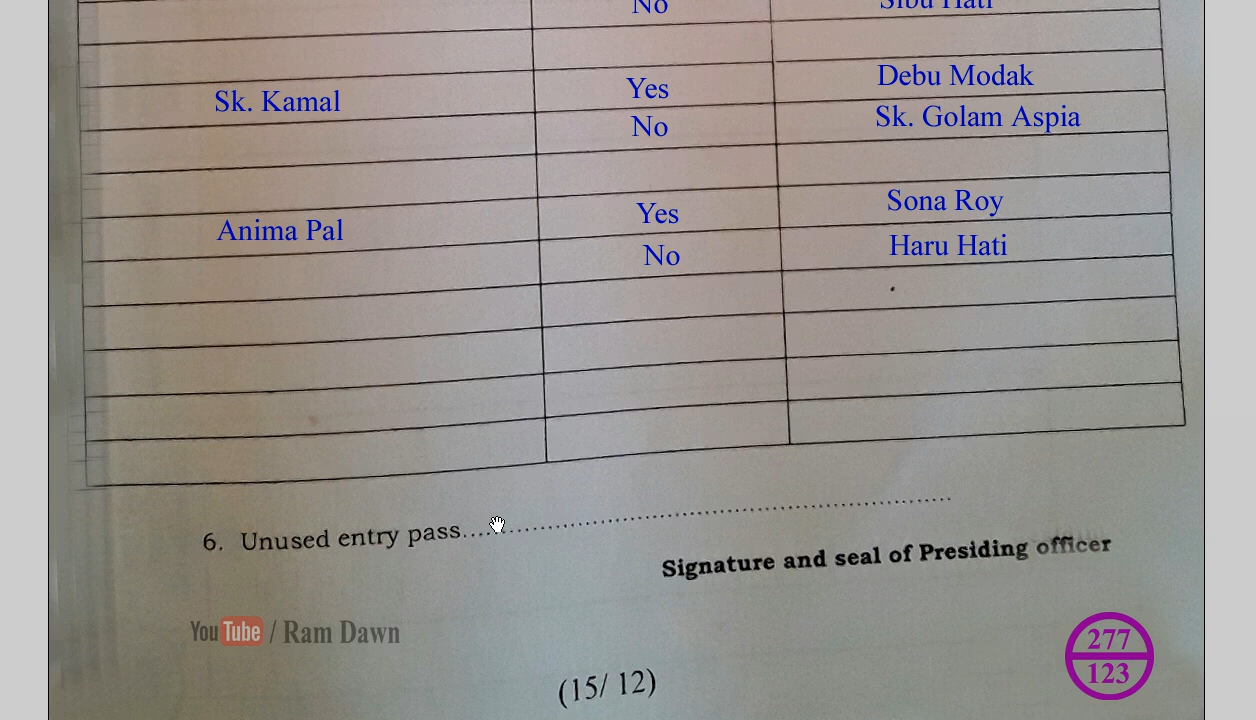 No Sibu Hati
Sk. Kamal Yes Debu Modak
No Sk. Golam Aspia
Anima Pal Yes Sona Roy
No Haru Hati
6. Unused entry pass
Signature and seal of Presiding officer
YouTube / Ram Dawn
277
123
(15/ 12)